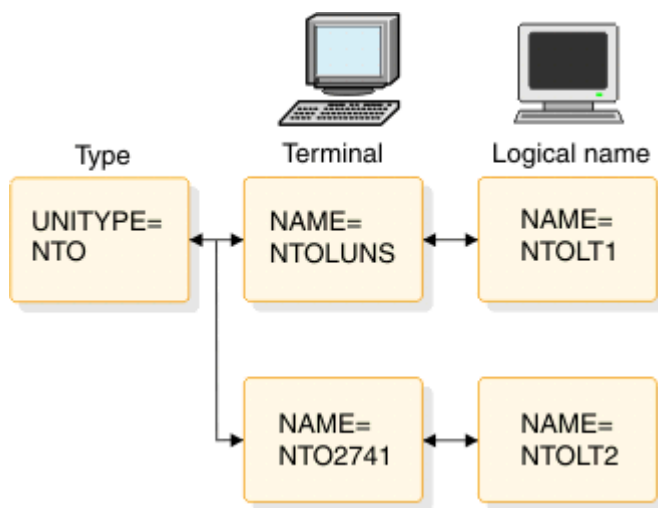 Type
Terminal
Logical name
UNITYPE=
NTO
NAME=
NTOLUNS
NAME=
NTOLT1
NAME=
NTO2741
NAME=
NTOLT2